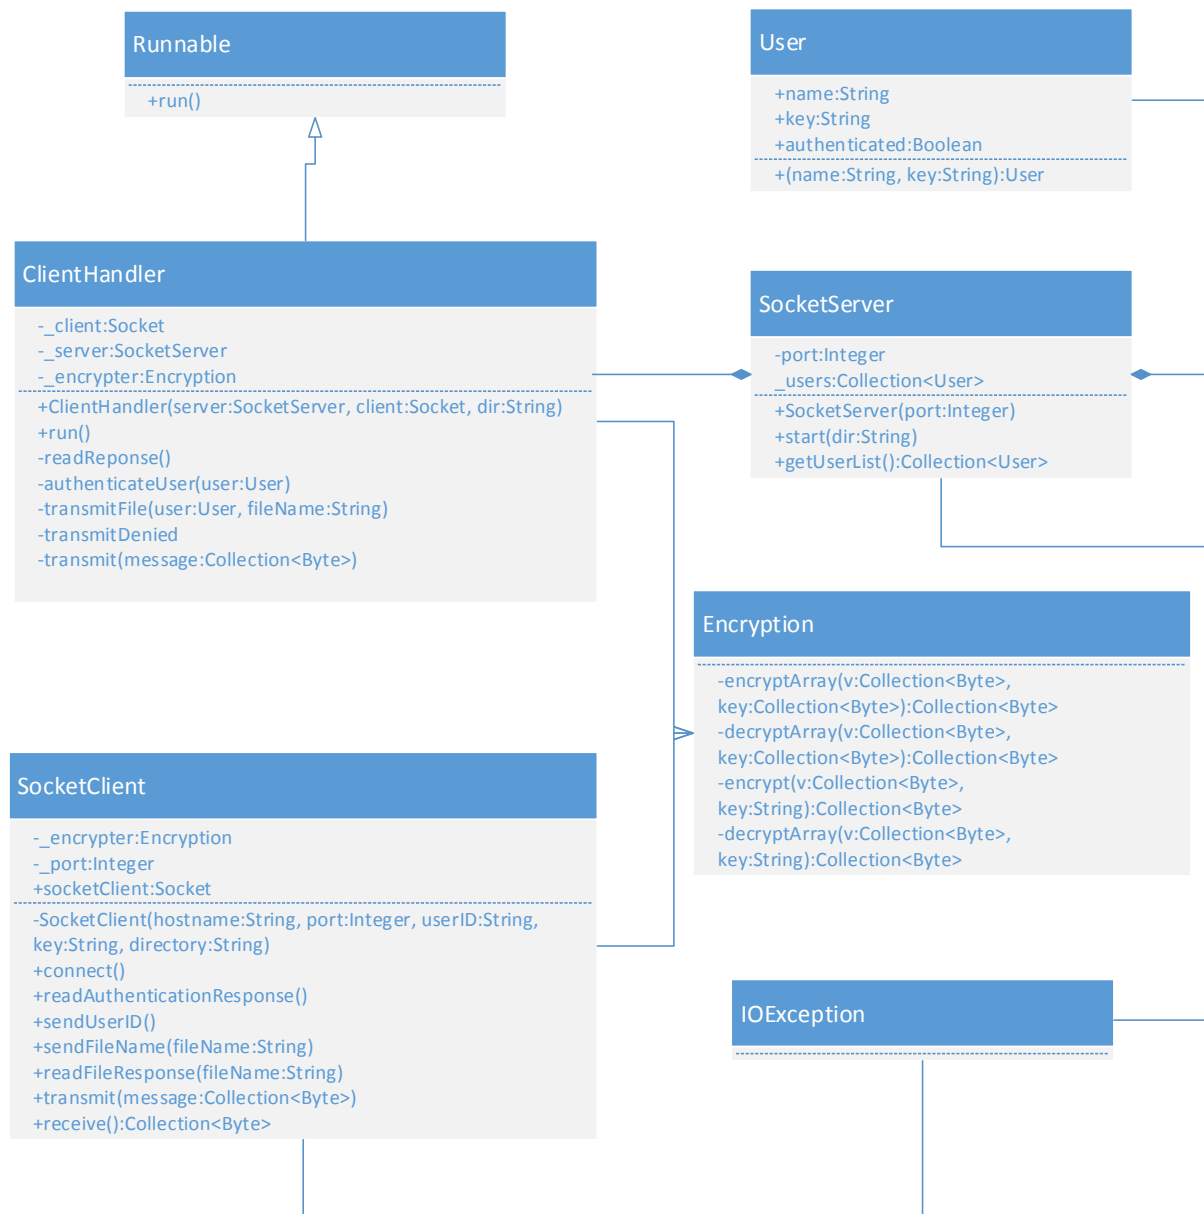 Runnable
+run()
User
+name:String
+key:String
+authenticated:Boolean
+(name:String, key:String):User
ClientHandler
-_client:Socket
-_server:SocketServer
-_encrypter:Encryption
+ClientHandler(server:SocketServer, client:Socket, dir:String)
+run()
-readReponse()
-authenticateUser(user:User)
-transmitFile(user:User, fileName:String)
-transmitDenied
-transmit(message:Collection<Byte>)
SocketServer
-port:Integer
_users:Collection<User>
+SocketServer(port:Integer)
+start(dir:String)
+getUserList():Collection<User>
Encryption
-encryptArray(v:Collection<Byte>,
key:Collection<Byte>):Collection<Byte>
-decryptArray(v:Collection<Byte>,
key:Collection<Byte>):Collection<Byte>
-encrypt(v:Collection<Byte>,
key:String):Collection<Byte>
-decryptArray(v:Collection<Byte>,
key:String):Collection<Byte>
SocketClient
-_encrypter:Encryption
-_port:Integer
+socketClient:Socket
-SocketClient(hostname:String, port:Integer, userID:String,
key:String, directory:String)
+connect()
+readAuthenticationResponse()
+sendUserID()
+sendFileName(fileName:String)
+readFileResponse(fileName:String)
+transmit(message:Collection<Byte>)
+receive():Collection<Byte>
IOException